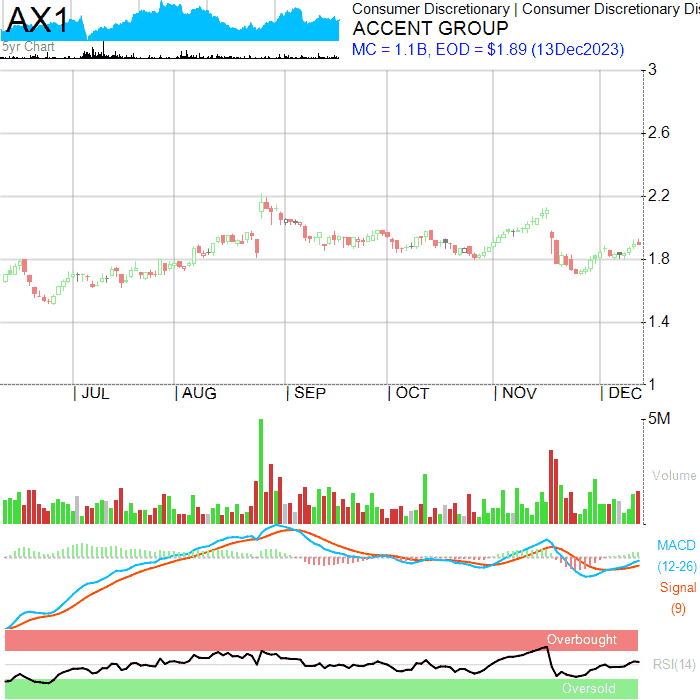 AX1
5yr Chart
Consumer Discretionary | Consumer Discretionary Dis
ACCENT GROUP
MC = 1.1B, EOD = $1.89 (13Dec2023)
3
2.6
2.2
1.8
1.4
1
| JUL | AUG | SEP | OCT | NOV | DEC
5M
Volume
MACD
(12-26)
Signal
(9)
Overbought
RSI(14)
Oversold